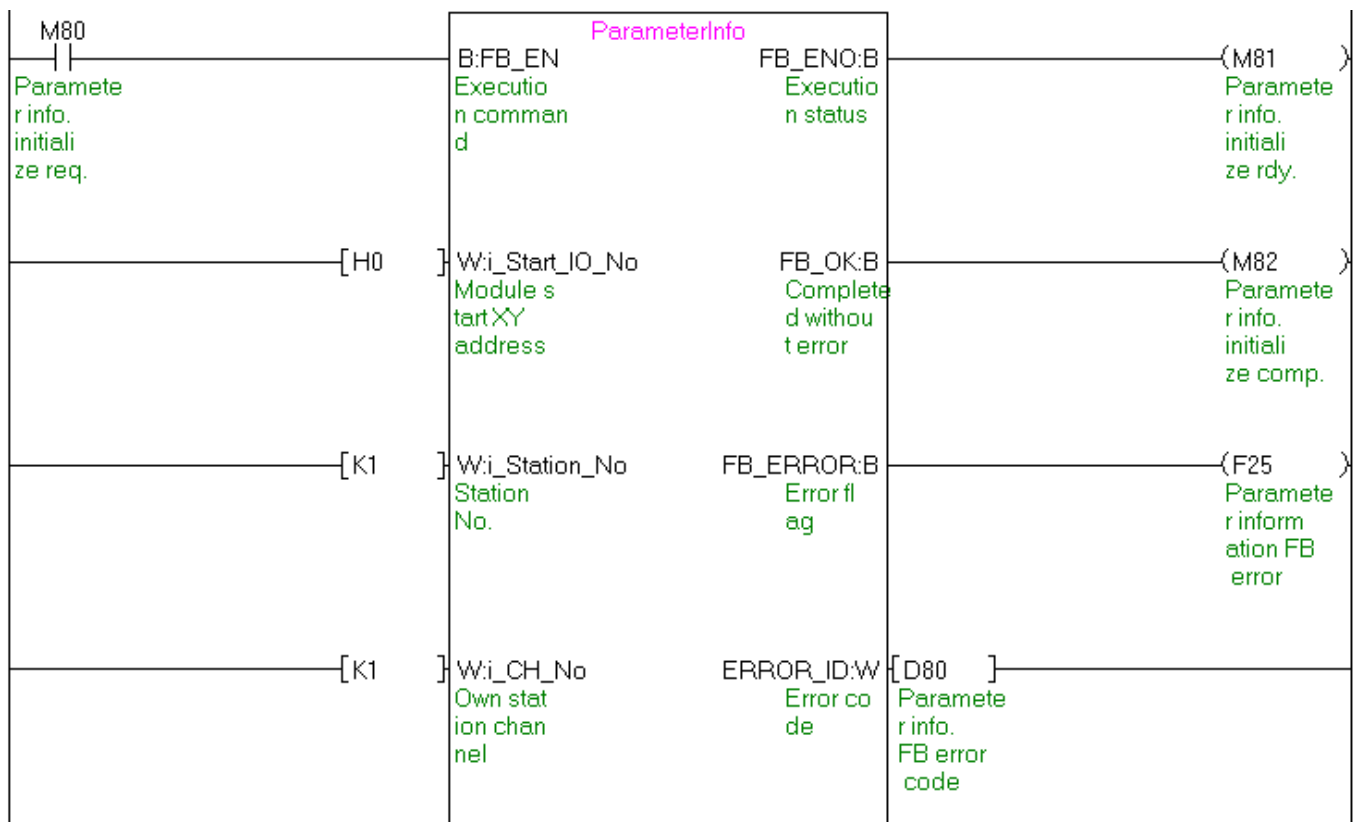 M80
ParameterInfo
B:FB_EN
FB_ENO:B
M81
Paramete
r info.
initiali
ze req.
Executio
n comman
d
Executio
n status
Paramete
r info.
initiali
ze rdy.
H0
W:i_Start_IO_No
FB_OK:B
M82
Module s
tart XY
address
Complete
d withou
t error
Paramete
r info.
initiali
ze comp.
K1
W:i_Station_No
FB_ERROR:B
F25
Station
No.
Error fl
ag
Paramete
r inform
ation FB
error
K1
W:i_CH_No
ERROR_ID:W
D80
Own stat
ion chan
nel
Error co
de
Paramete
r info.
FB error
code